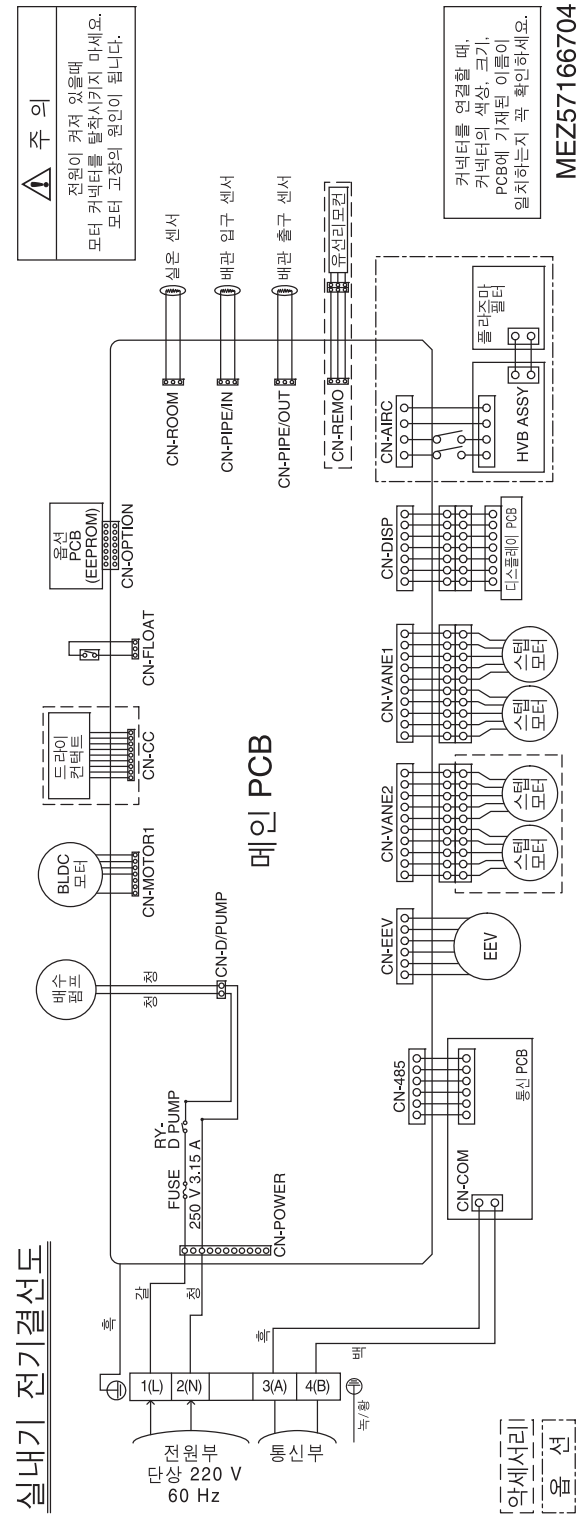 실내기 전기결선도
주 의
전원이 켜져 있을때
모터 커넥터를 탈착시키지 마세요.
모터 고장의 원인이 됩니다.
배수
펌프
청
청
CN-D/PUMP
BLDC
모터
CN-MOTOR1
드라이
컨택트
CN-CC
CN-FLOAT
옵션
PCB
(EEPROM)
CN-OPTION
CN-ROOM
실온 센서
CN-PIPE/IN
배관 입구 센서
CN-PIPE/OUT
배관 출구 센서
CN-REMO
유선리모컨
흑
갈
청
FUSE
250 V 3.15 A
RY-
D PUMP
CN-POWER
메인 PCB
1(L)
2(N)
3(A)
4(B)
흑
백
녹/황
전원부
단상 220 V
60 Hz
통신부
CN-485
CN-COM
통신 PCB
CN-EEV
EEV
CN-VANE2
스텝
모터
스텝
모터
CN-VANE1
스텝
모터
스텝
모터
CN-DISP
디스플레이 PCB
CN-AIRC
HVB ASSY
플라즈마
필터
커넥터를 연결할 때,
커넥터의 색상, 크기,
PCB에 기재된 이름이
일치하는지 꼭 확인하세요.
악세서리
옵 션
MEZ57166704